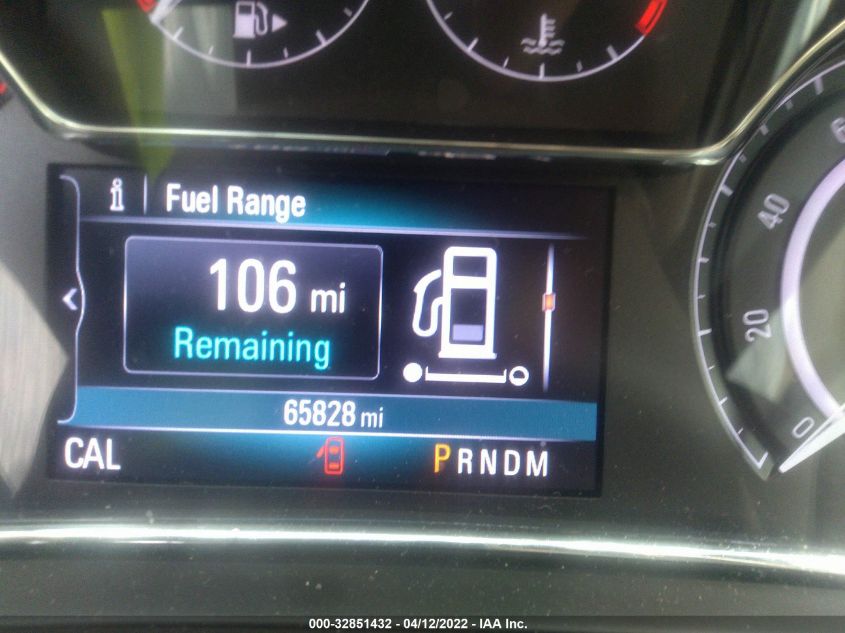 i Fuel Range
106 mi
Remaining
65828 mi
CAL PRNDM
6
40
20
0
000-32851432 - 04/12/2022 - IAA Inc.